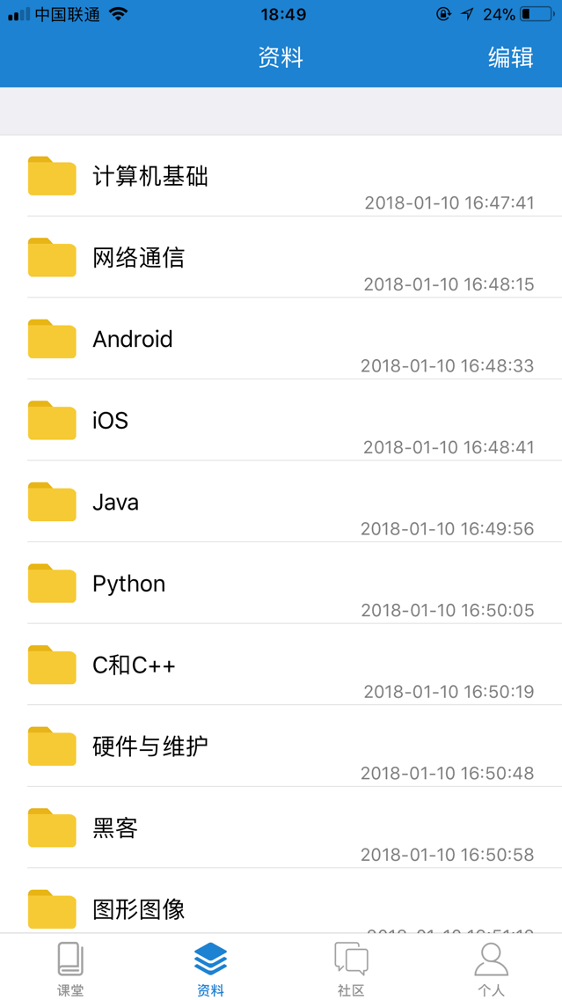 中国联通 18:49 24%
资料 编辑
计算机基础
2018-01-10 16:47:41
网络通信
2018-01-10 16:48:15
Android
2018-01-10 16:48:33
iOS
2018-01-10 16:48:41
Java
2018-01-10 16:49:56
Python
2018-01-10 16:50:05
C和C++
2018-01-10 16:50:19
硬件与维护
2018-01-10 16:50:48
黑客
2018-01-10 16:50:58
图形图像
课堂 资料 社区 个人